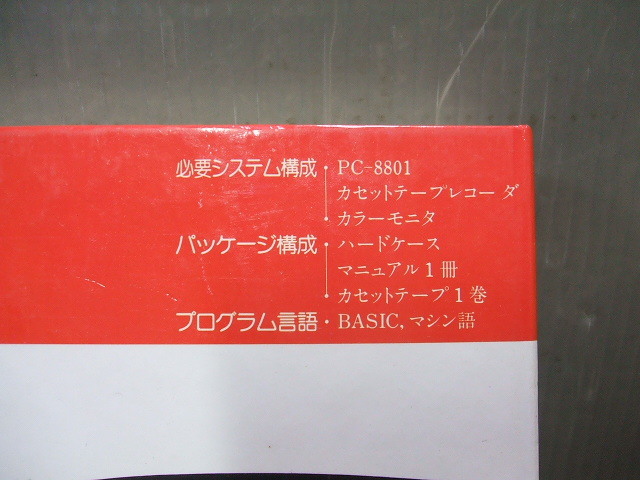 必要システム構成・PC-8801
カセットテープレコーダ
・カラーモニタ
パッケージ構成・ハードケース
マニュアル1冊
・カセットテープ1巻
プログラム言語・BASIC, マシン語